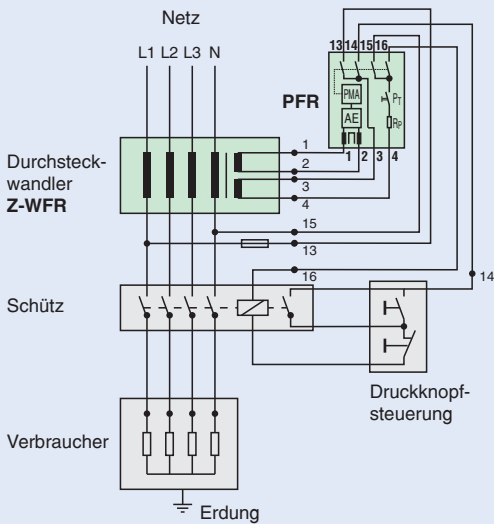 Netz
L1 L2 L3 N
13 14 15 16
PFR
PMA
AE
PT
RP
1 2 3 4
Durchsteck-
wandler
Z-WFR
1
2
3
4
15
13
16
14
Schütz
Druckknopf-
steuerung
Verbraucher
Erdung